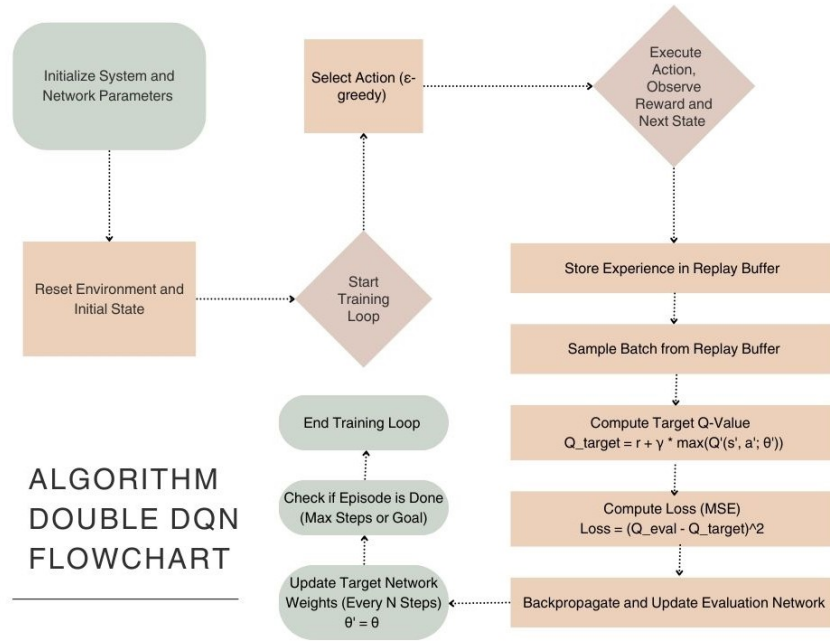 Initialize System and
Network Parameters
Reset Environment and
Initial State
Start
Training
Loop
Select Action (ε-
greedy)
Execute
Action,
Observe
Reward and
Next State
Store Experience in Replay Buffer
Sample Batch from Replay Buffer
Compute Target Q-Value
Q_target = r + γ * max(Q'(s', a'; θ'))
Compute Loss (MSE)
Loss = (Q_eval - Q_target)^2
Backpropagate and Update Evaluation Network
Update Target Network
Weights (Every N Steps)
θ' = θ
Check if Episode is Done
(Max Steps or Goal)
End Training Loop
ALGORITHM
DOUBLE DQN
FLOWCHART